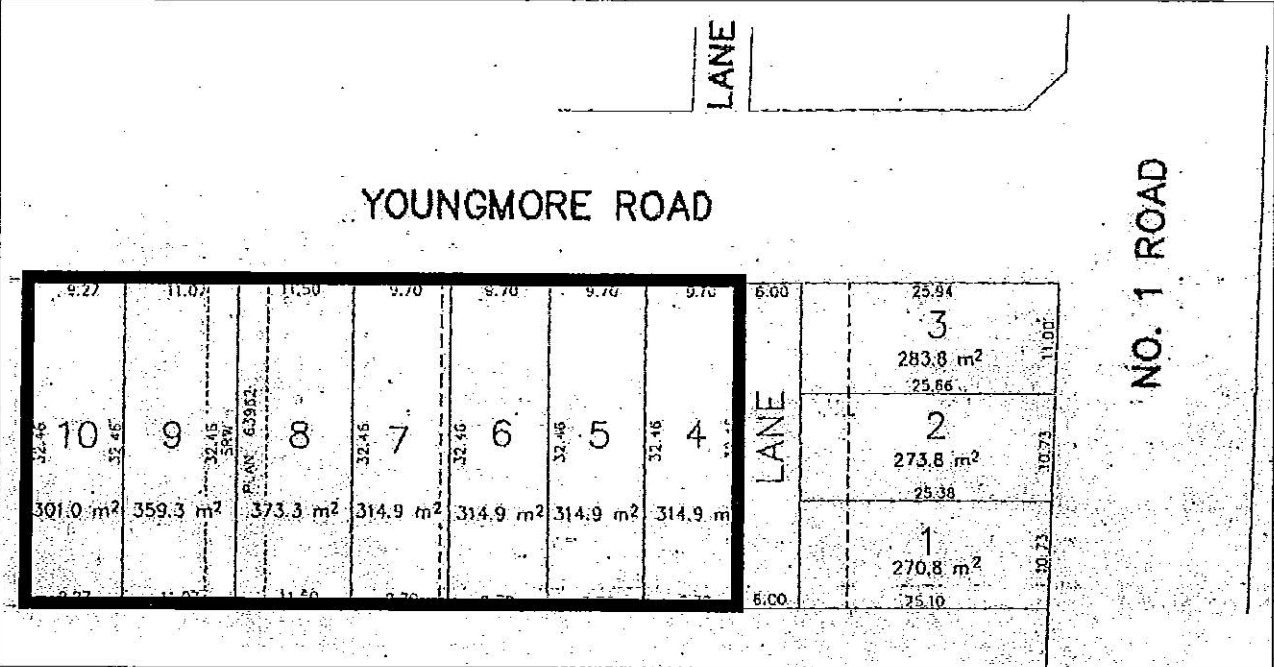 LANE
YOUNGMORE ROAD
NO. 1 ROAD
9.27 11.07 11.50 9.70 9.70 9.70 9.70 6.00 25.94
3
283.8 m²
11.00
25.66
32.46 10 32.46 9 32.46 SRW PLAN 63962 8 32.46 7 32.46 6 32.46 5 32.46 4
LANE
2
273.8 m²
10.73
25.38
301.0 m² 359.3 m² 373.3 m² 314.9 m² 314.9 m² 314.9 m² 314.9 m
1
270.8 m²
10.73
11.50 6.00 25.10